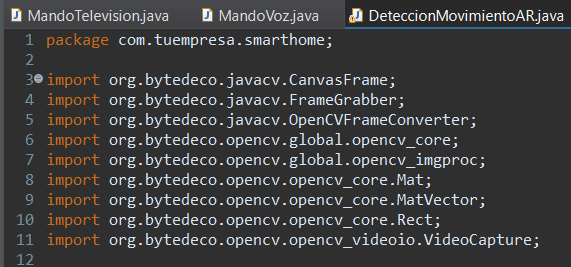 MandoTelevision.java MandoVoz.java DeteccionMovimientoAR.java
1 package com.tuempresa.smarthome;
2
3 import org.bytedeco.javacv.CanvasFrame;
4 import org.bytedeco.javacv.FrameGrabber;
5 import org.bytedeco.javacv.OpenCVFrameConverter;
6 import org.bytedeco.opencv.global.opencv_core;
7 import org.bytedeco.opencv.global.opencv_imgproc;
8 import org.bytedeco.opencv.opencv_core.Mat;
9 import org.bytedeco.opencv.opencv_core.MatVector;
10 import org.bytedeco.opencv.opencv_core.Rect;
11 import org.bytedeco.opencv.opencv_videoio.VideoCapture;
12